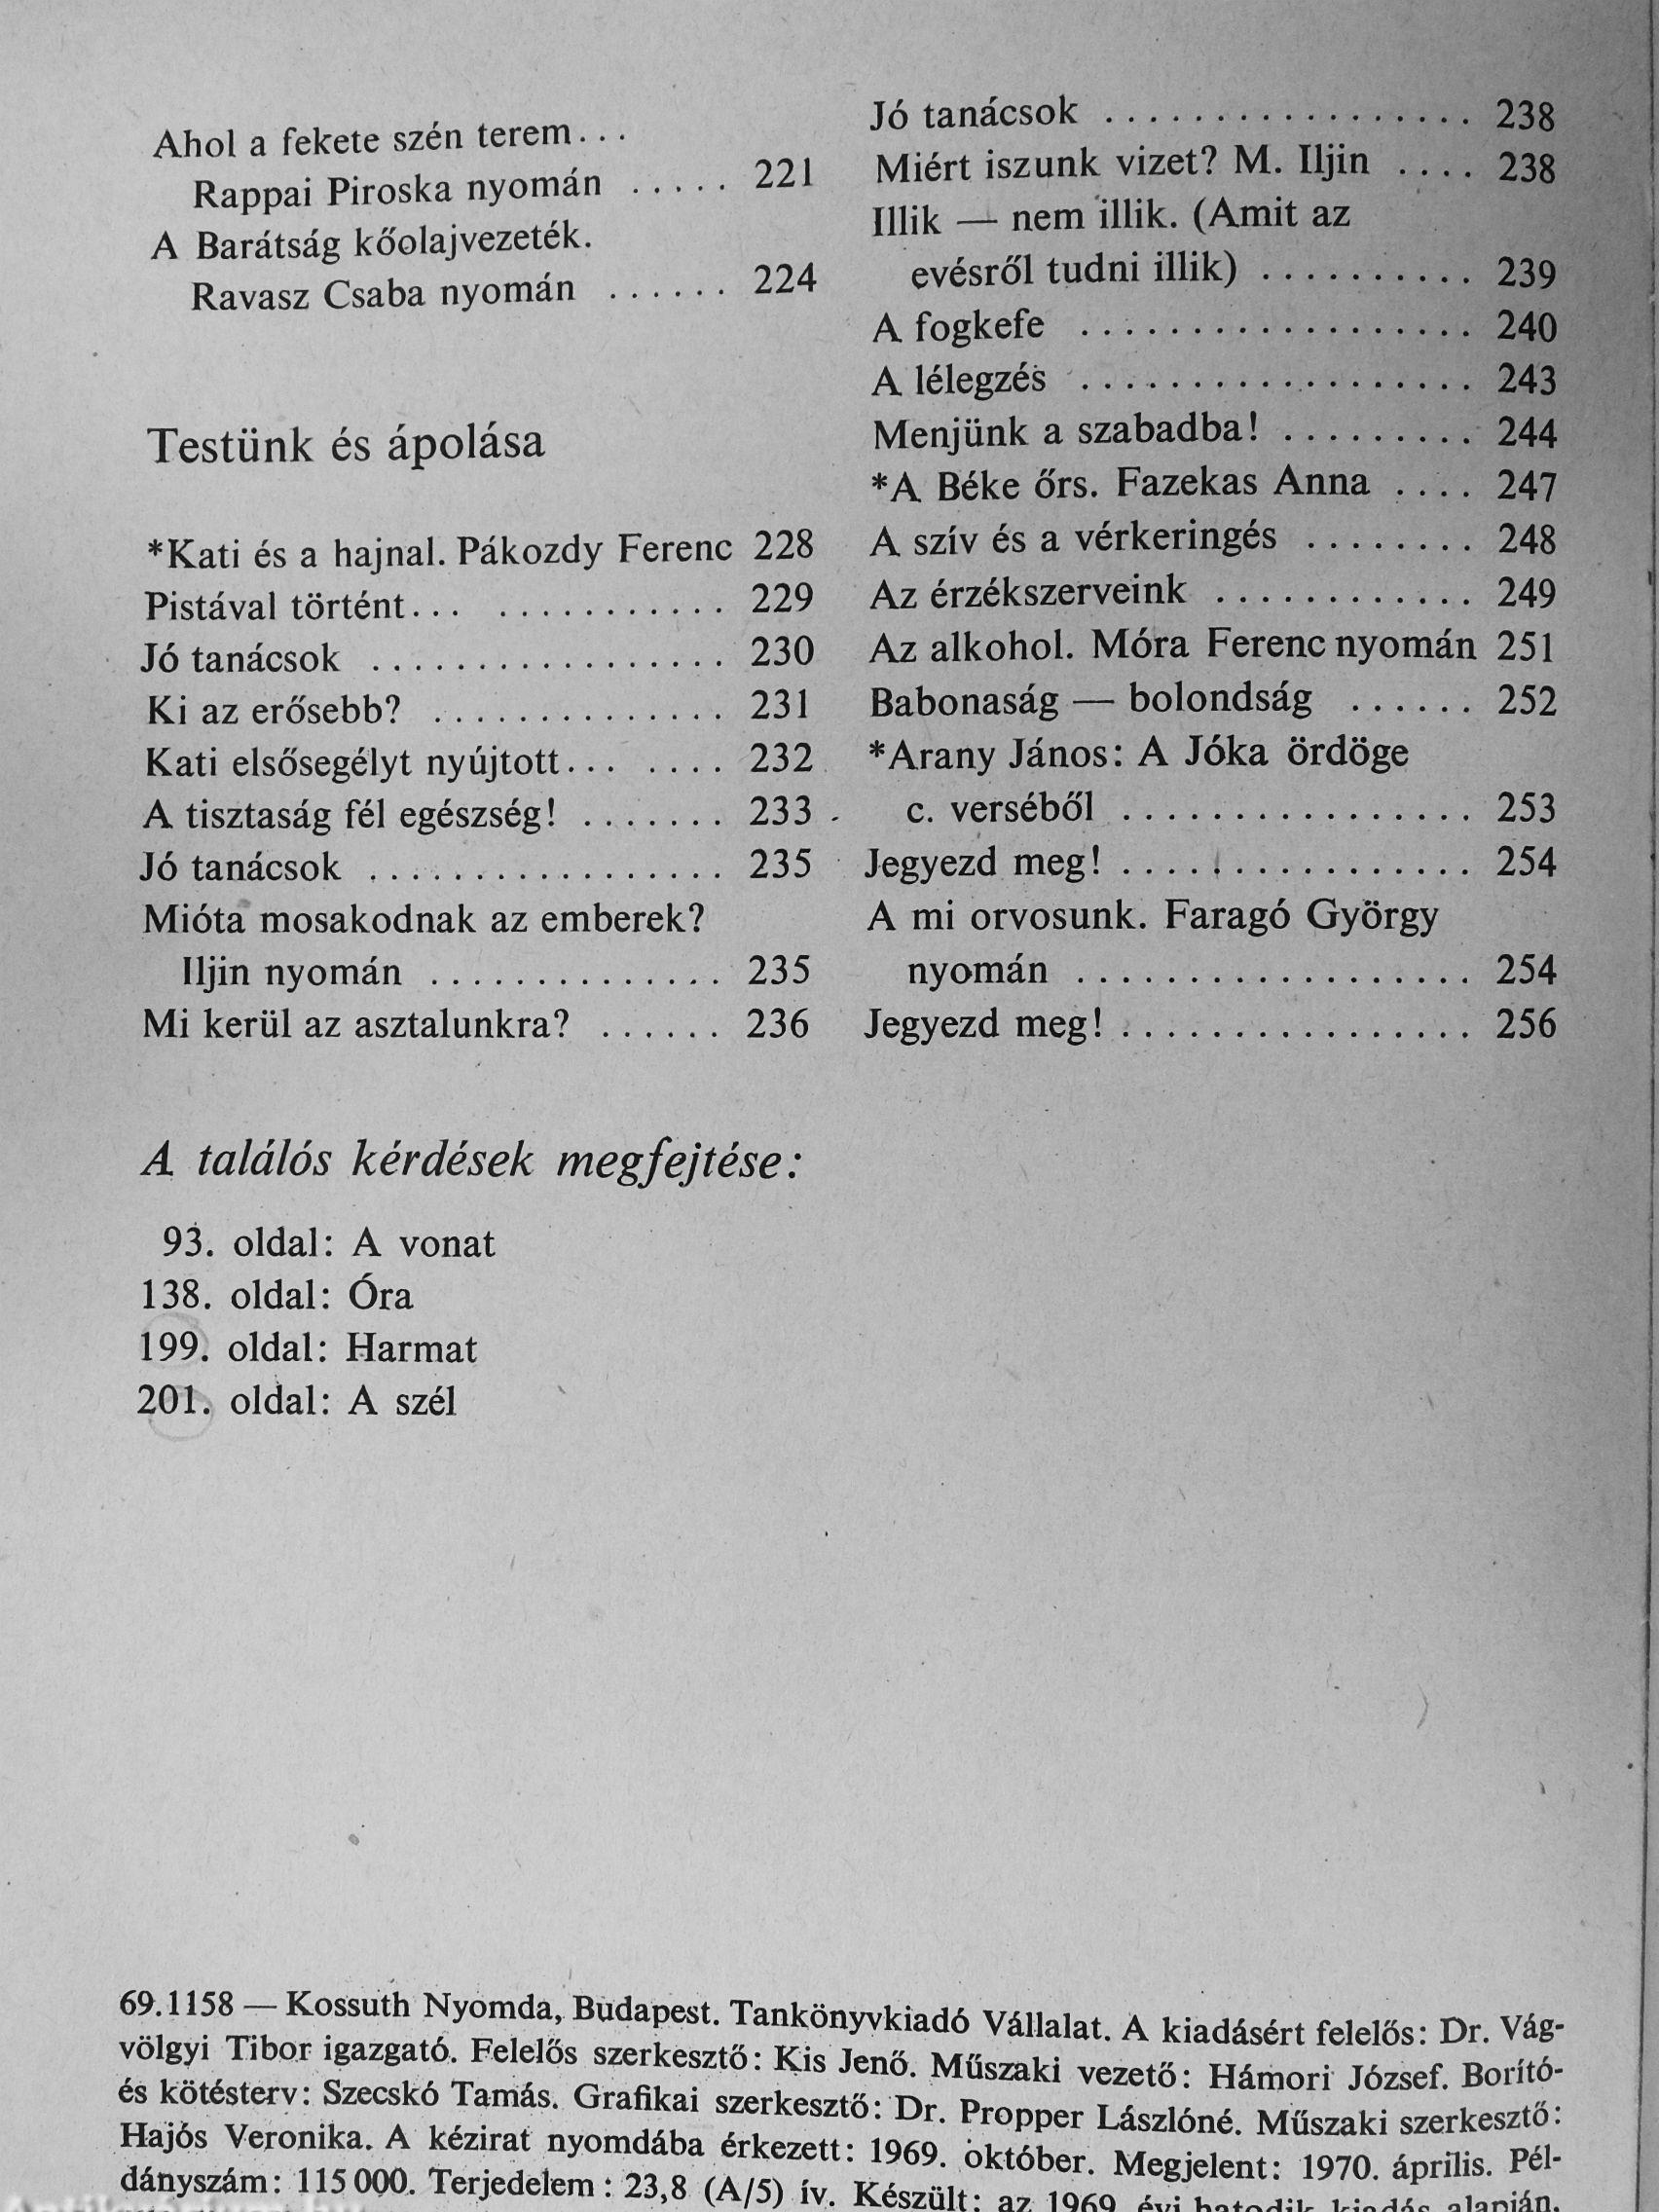 Ahol a fekete szén terem...
Rappai Piroska nyomán ..... 221
A Barátság kőolajvezeték.
Ravasz Csaba nyomán ...... 224
Testünk és ápolása
*Kati és a hajnal. Pákozdy Ferenc 228
Pistával történt... ........... 229
Jó tanácsok ................. 230
Ki az erősebb? .............. 231
Kati elsősegélyt nyújtott... .... 232
A tisztaság fél egészség! ....... 233
Jó tanácsok ................. 235
Mióta mosakodnak az emberek?
Iljin nyomán .............. 235
Mi kerül az asztalunkra? ...... 236
Jó tanácsok ................. 238
Miért iszunk vizet? M. Iljin .... 238
Illik — nem illik. (Amit az
evésről tudni illik) .......... 239
A fogkefe .................. 240
A lélegzés .................. 243
Menjünk a szabadba! ......... 244
*A Béke őrs. Fazekas Anna .... 247
A szív és a vérkeringés ........ 248
Az érzékszerveink ............ 249
Az alkohol. Móra Ferenc nyomán 251
Babonaság — bolondság ...... 252
*Arany János: A Jóka ördöge
c. verséből ................ 253
Jegyezd meg! ................ 254
A mi orvosunk. Faragó György
nyomán .................. 254
Jegyezd meg! ................ 256
A találós kérdések megfejtése:
93. oldal: A vonat
138. oldal: Óra
199. oldal: Harmat
201. oldal: A szél
69.1158 — Kossuth Nyomda, Budapest. Tankönyvkiadó Vállalat. A kiadásért felelős: Dr. Vág-
völgyi Tibor igazgató. Felelős szerkesztő: Kis Jenő. Műszaki vezető: Hámori József. Borító-
és kötésterv: Szecskó Tamás. Grafikai szerkesztő: Dr. Propper Lászlóné. Műszaki szerkesztő:
Hajós Veronika. A kézirat nyomdába érkezett: 1969. október. Megjelent: 1970. április. Pél-
dányszám: 115 000. Terjedelem: 23,8 (A/5) ív. Készült: az 1969. évi hatodik kiadás alapján,